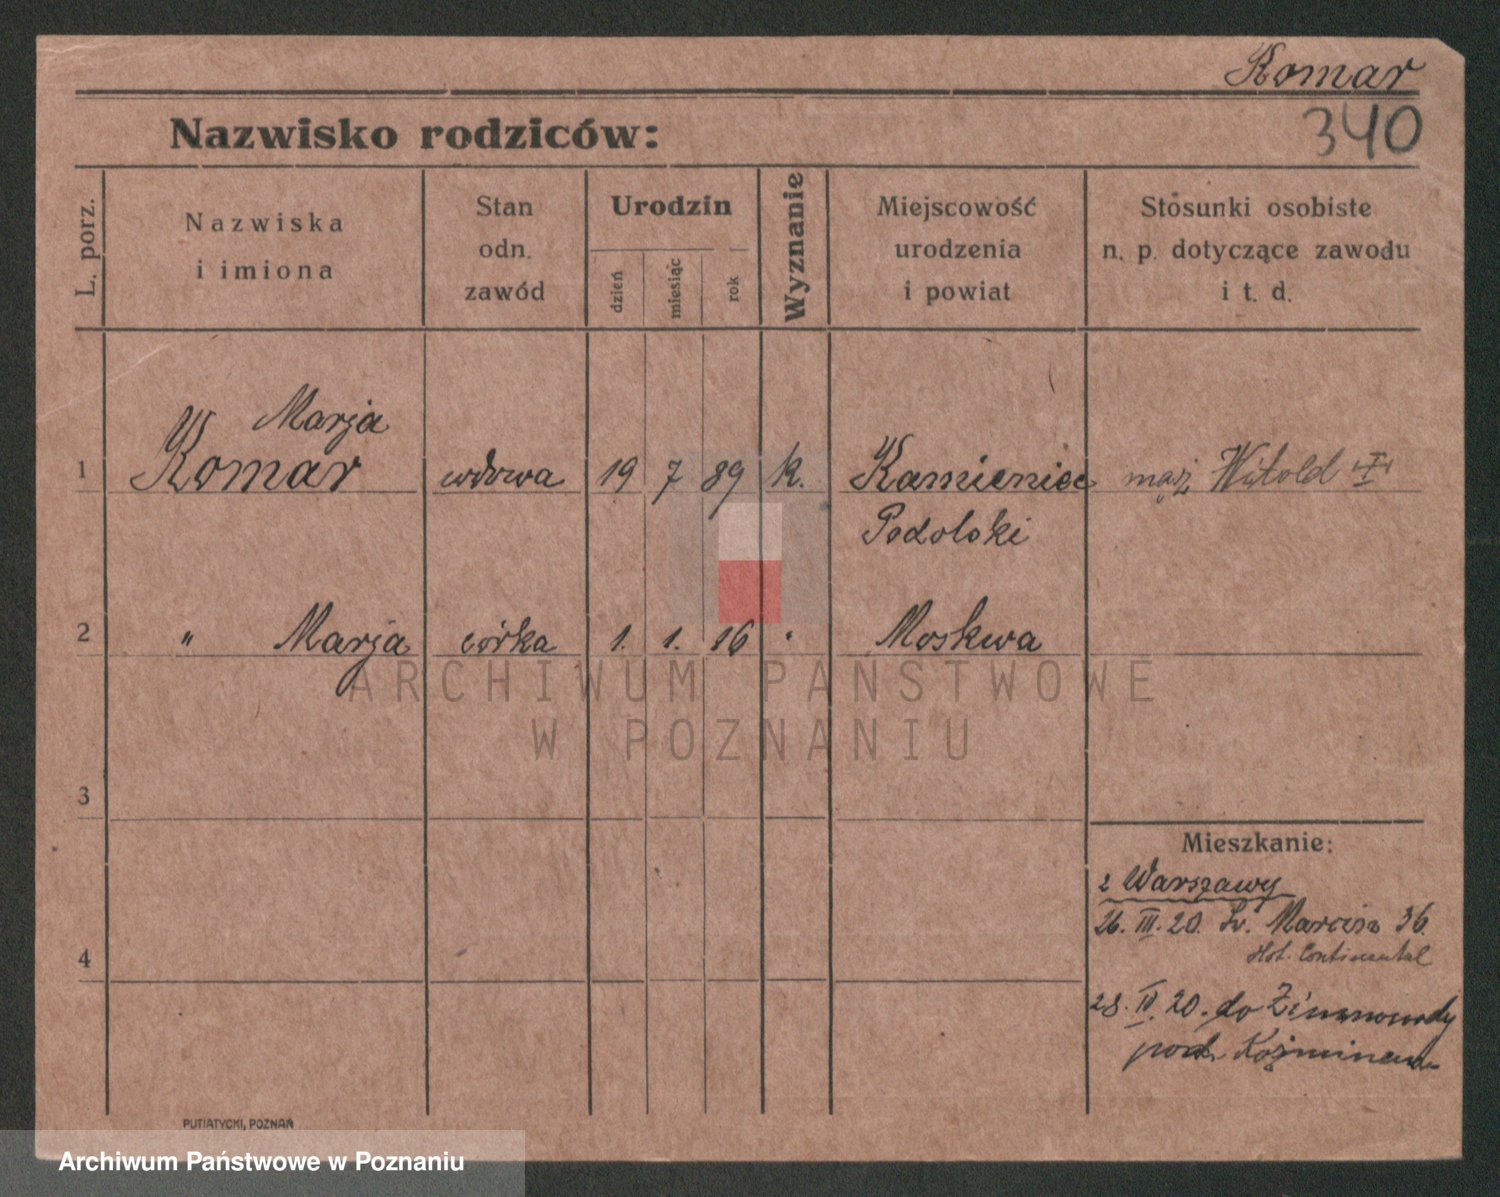 Komar
340
Nazwisko rodziców:
L. porz.
Nazwiska
i imiona
Stan
odn.
zawód
Urodzin
dzień
miesiąc
rok
Wyznanie
Miejscowość
urodzenia
i powiat
Stosunki osobiste
n. p. dotyczące zawodu
i t. d.
Marja
1 Komar wdowa 19 7 89 k. Kamieniec mąż Witold
Podolski
2 " Marja córka 1. 1. 16 " Moskwa
3
Mieszkanie:
z Warszawy
26. III. 20. Św. Marcin 36.
Hot. Continental
4
28. IV. 20. do Zimnowody
pod Koźminem
PUTIATYCKI, POZNAŃ
ARCHIWUM PAŃSTWOWE
W POZNANIU
Archiwum Państwowe w Poznaniu